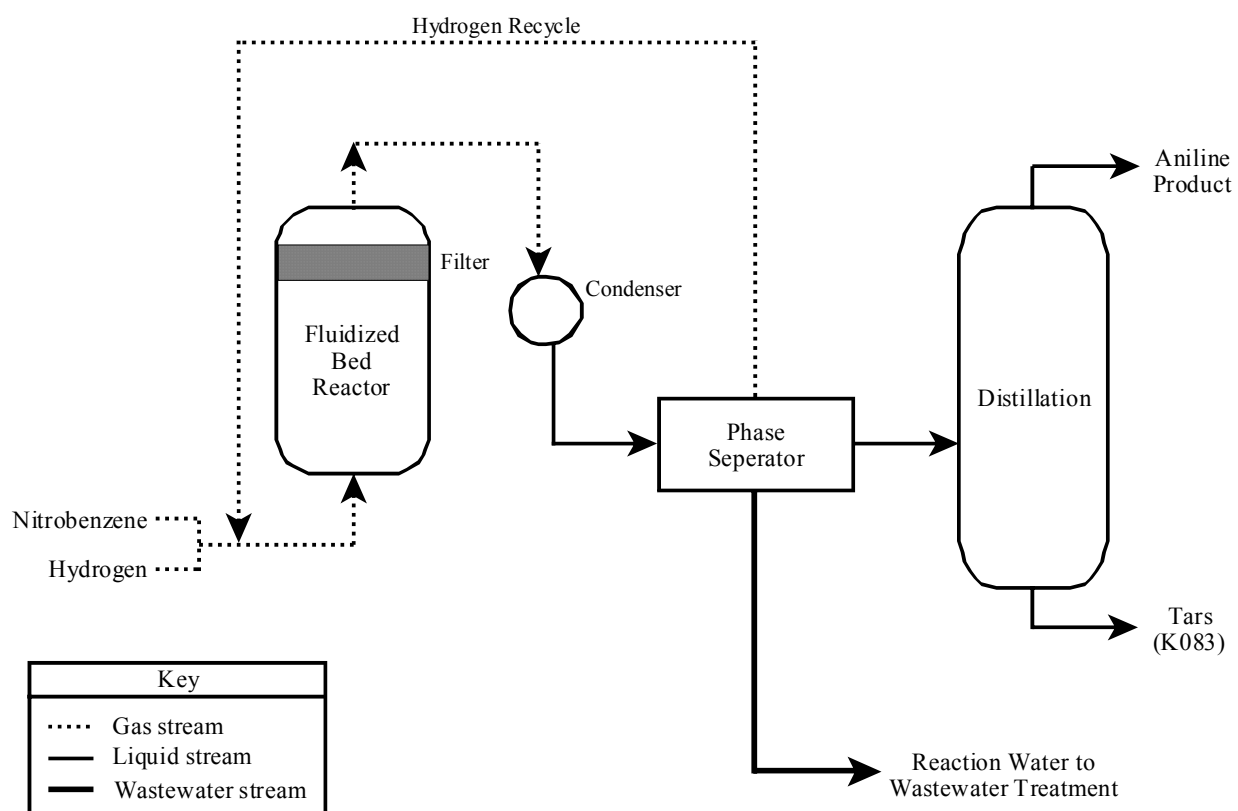 Hydrogen Recycle
Aniline
Product
Filter
Condenser
Fluidized
Bed
Reactor
Distillation
Phase
Seperator
Nitrobenzene
Hydrogen
Tars
(K083)
Key
Gas stream
Liquid stream
Wastewater stream
Reaction Water to
Wastewater Treatment